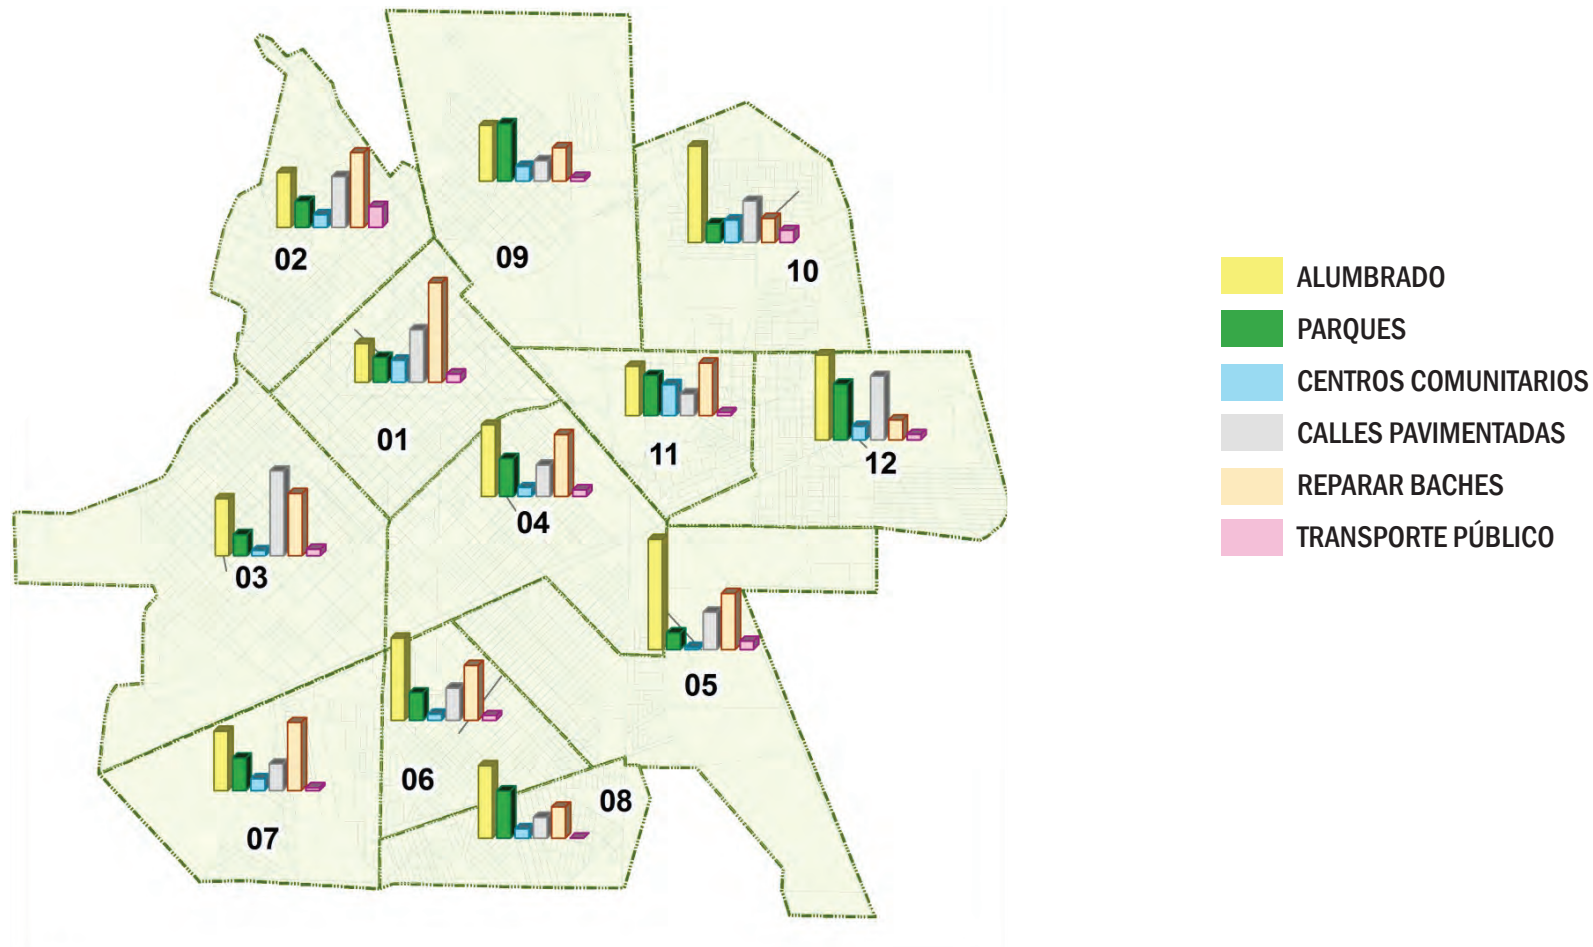 09
02
10
01
11
12
04
03
05
06
08
07
ALUMBRADO
PARQUES
CENTROS COMUNITARIOS
CALLES PAVIMENTADAS
REPARAR BACHES
TRANSPORTE PÚBLICO